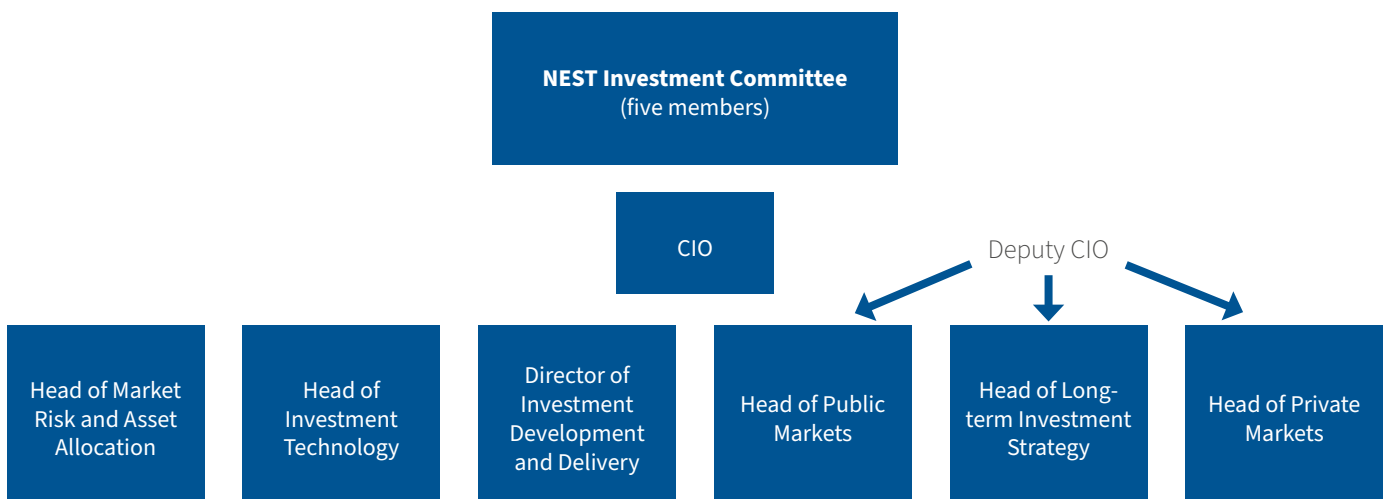 NEST Investment Committee
(five members)
CIO
Deputy CIO
Head of Market
Risk and Asset
Allocation
Head of
Investment
Technology
Director of
Investment
Development
and Delivery
Head of Public
Markets
Head of Long-
term Investment
Strategy
Head of Private
Markets